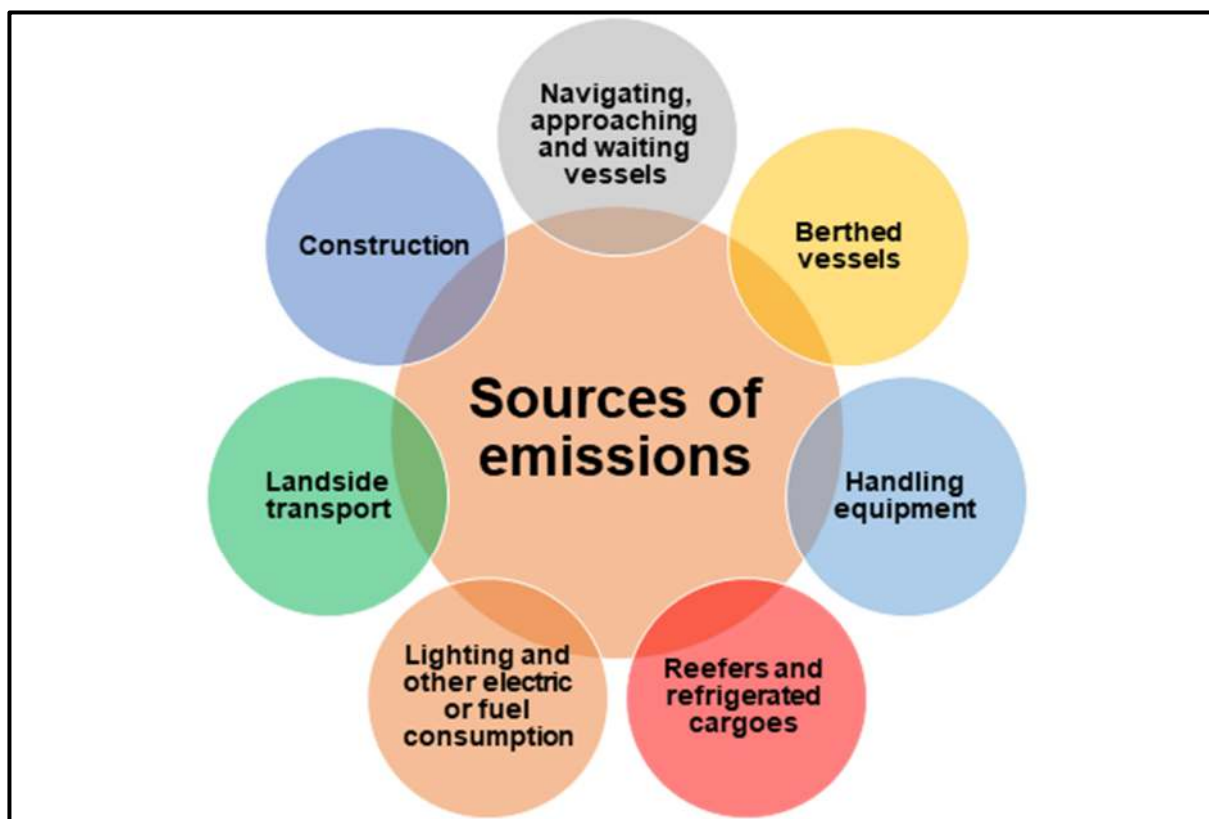 Navigating,
approaching
and waiting
vessels
Berthed
vessels
Construction
Sources of
emissions
Handling
equipment
Landside
transport
Reefers and
refrigerated
cargoes
Lighting and
other electric
or fuel
consumption